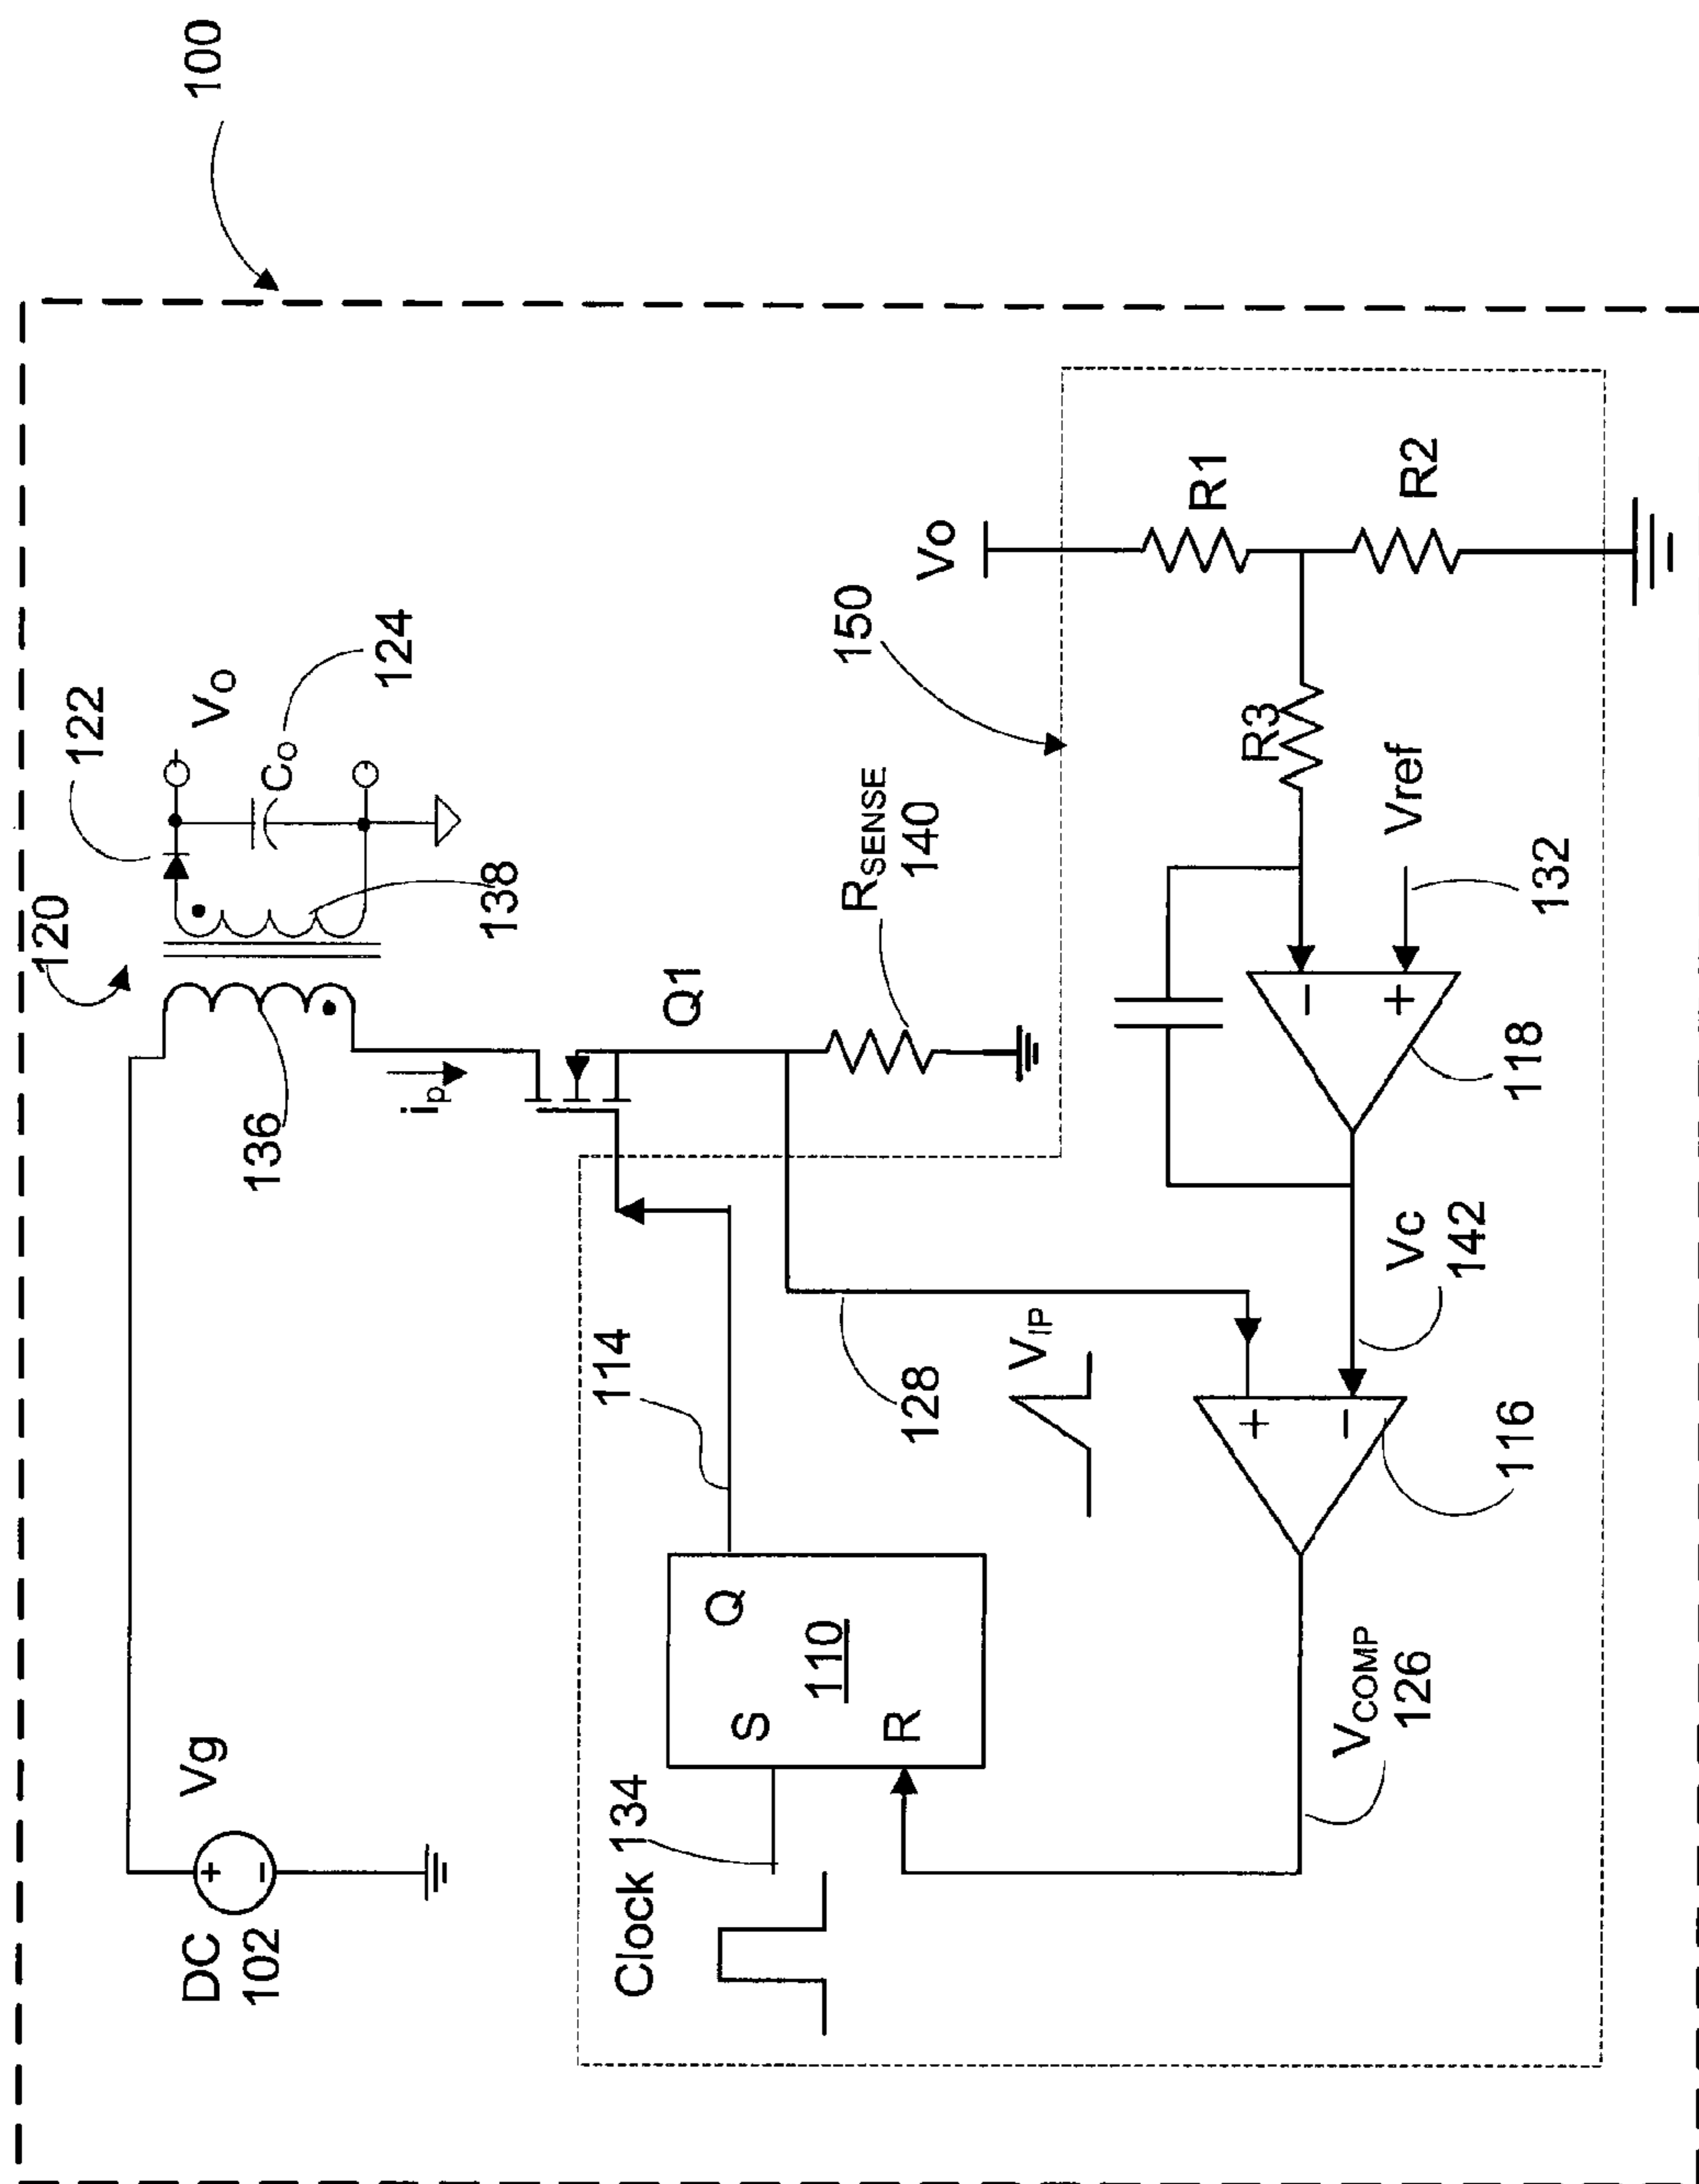 100
DC
102
+
-
Vg
120
136
138
122
Vo
Co
124
ip
Q1
RSENSE
140
150
Vo
R1
R2
R3
Vref
132
-
+
118
Vc
142
114
128
VIP
+
-
116
Clock 134
S
Q
110
R
VCOMP
126